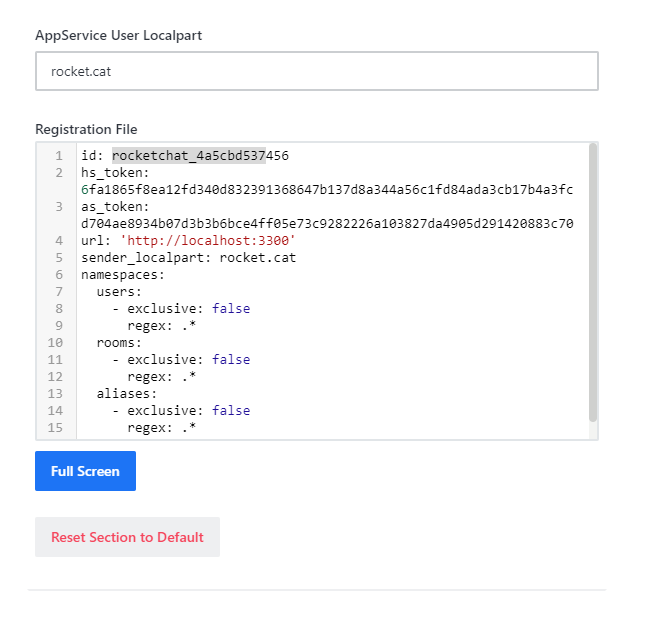 AppService User Localpart
rocket.cat
Registration File
1 id: rocketchat_4a5cbd537456
2 hs_token:
6fa1865f8ea12fd340d832391368647b137d8a344a56c1fd84ada3cb17b4a3fc
3 as_token:
d704ae8934b07d3b3b6bce4ff05e73c9282226a103827da4905d291420883c70
4 url: 'http://localhost:3300'
5 sender_localpart: rocket.cat
6 namespaces:
7 users:
8 - exclusive: false
9 regex: .*
10 rooms:
11 - exclusive: false
12 regex: .*
13 aliases:
14 - exclusive: false
15 regex: .*
Full Screen
Reset Section to Default